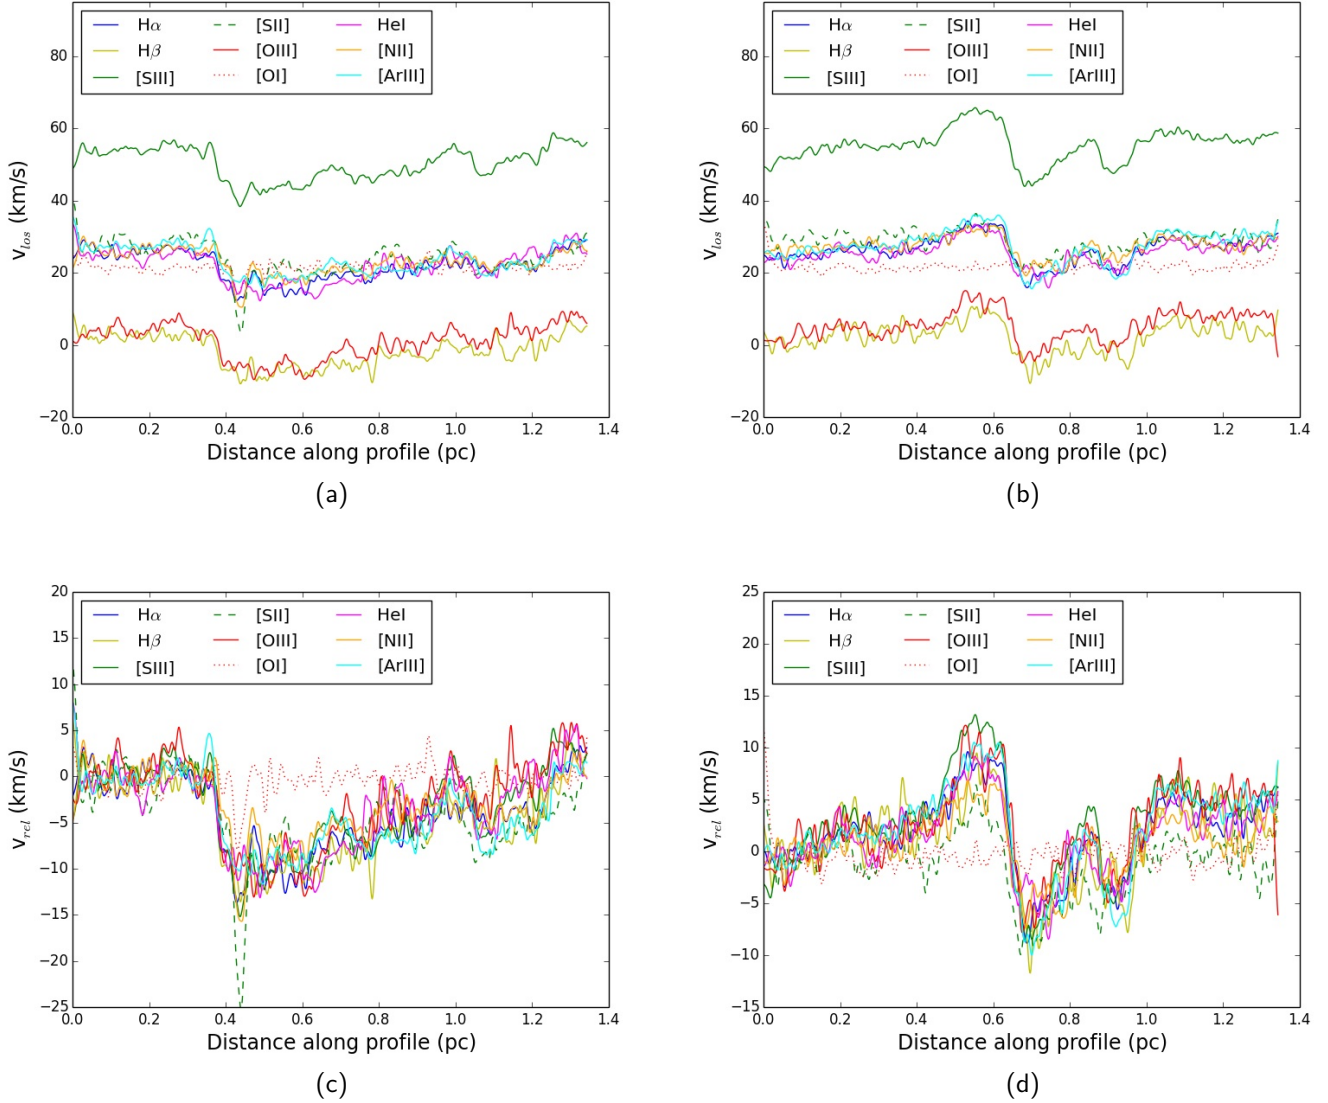 Hα [SII] HeI
Hβ [OIII] [NII]
[SIII] [OI] [ArIII]
80
60
40
20
0
−20
v_los (km/s)
0.0 0.2 0.4 0.6 0.8 1.0 1.2 1.4
Distance along profile (pc)
(a)
Hα [SII] HeI
Hβ [OIII] [NII]
[SIII] [OI] [ArIII]
80
60
40
20
0
−20
v_los (km/s)
0.0 0.2 0.4 0.6 0.8 1.0 1.2 1.4
Distance along profile (pc)
(b)
Hα [SII] HeI
Hβ [OIII] [NII]
[SIII] [OI] [ArIII]
20
15
10
5
0
−5
−10
−15
−20
−25
v_rel (km/s)
0.0 0.2 0.4 0.6 0.8 1.0 1.2 1.4
Distance along profile (pc)
(c)
Hα [SII] HeI
Hβ [OIII] [NII]
[SIII] [OI] [ArIII]
25
20
15
10
5
0
−5
−10
−15
v_rel (km/s)
0.0 0.2 0.4 0.6 0.8 1.0 1.2 1.4
Distance along profile (pc)
(d)